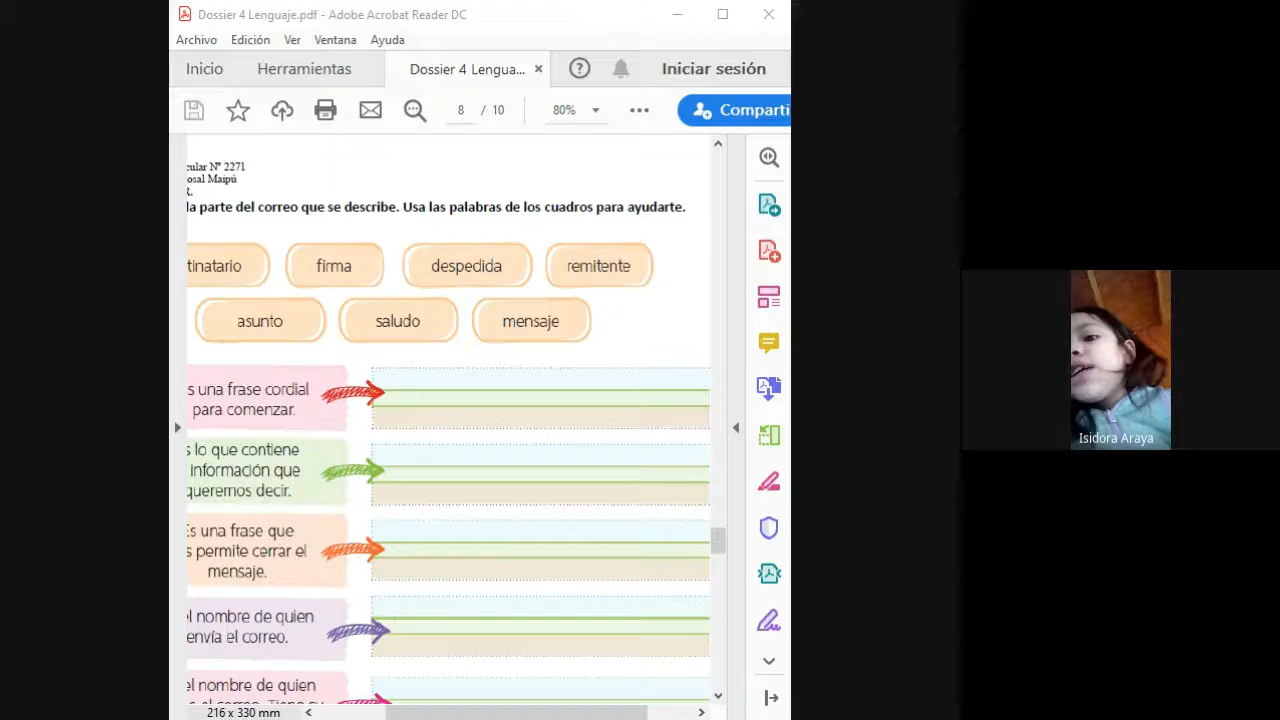 Dossier 4 Lenguaje.pdf - Adobe Acrobat Reader DC
Archivo Edición Ver Ventana Ayuda
Inicio Herramientas Dossier 4 Lengua... Iniciar sesión
8 / 10 80% Comparti
cular N° 2271
osal Maipú
R.
la parte del correo que se describe. Usa las palabras de los cuadros para ayudarte.
tinatario firma despedida remitente
asunto saludo mensaje
s una frase cordial
para comenzar.
s lo que contiene
información que
queremos decir.
Es una frase que
s permite cerrar el
mensaje.
el nombre de quien
envía el correo.
el nombre de quien
e el correo. Tiene su
216 x 330 mm
Isidora Araya